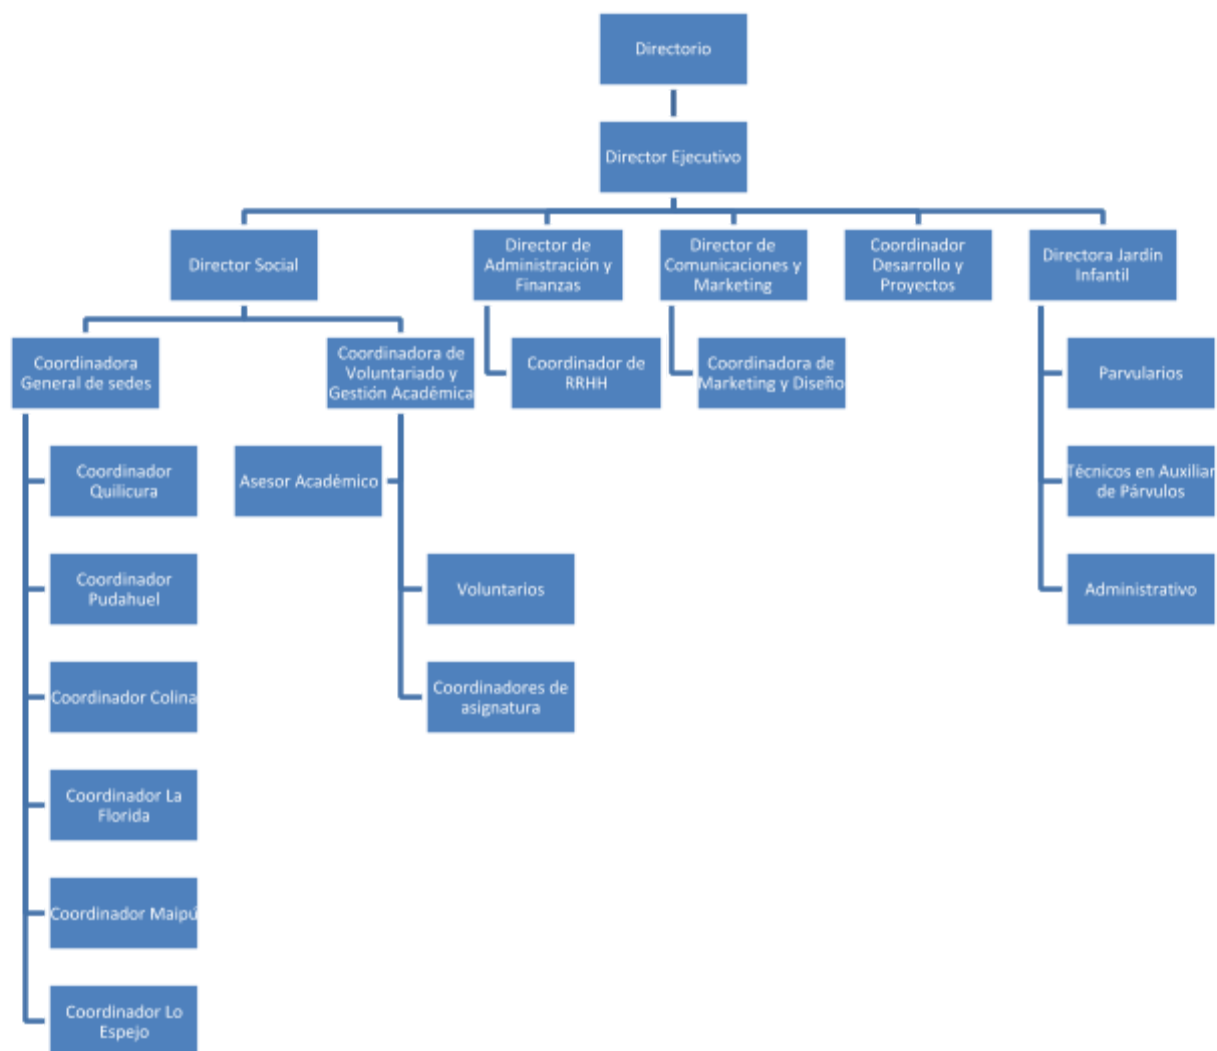 Directorio
Director Ejecutivo
Director Social
Director de
Administración y
Finanzas
Director de
Comunicaciones y
Marketing
Coordinador
Desarrollo y
Proyectos
Directora Jardín
Infantil
Coordinadora
General de sedes
Coordinadora de
Voluntariado y
Gestión Académica
Coordinador de
RRHH
Coordinadora de
Marketing y Diseño
Parvularios
Coordinador
Quilicura
Asesor Académico
Técnicos en Auxiliar
de Párvulos
Coordinador
Pudahuel
Voluntarios
Administrativo
Coordinador Colina
Coordinadores de
asignatura
Coordinador La
Florida
Coordinador Maipú
Coordinador Lo
Espejo